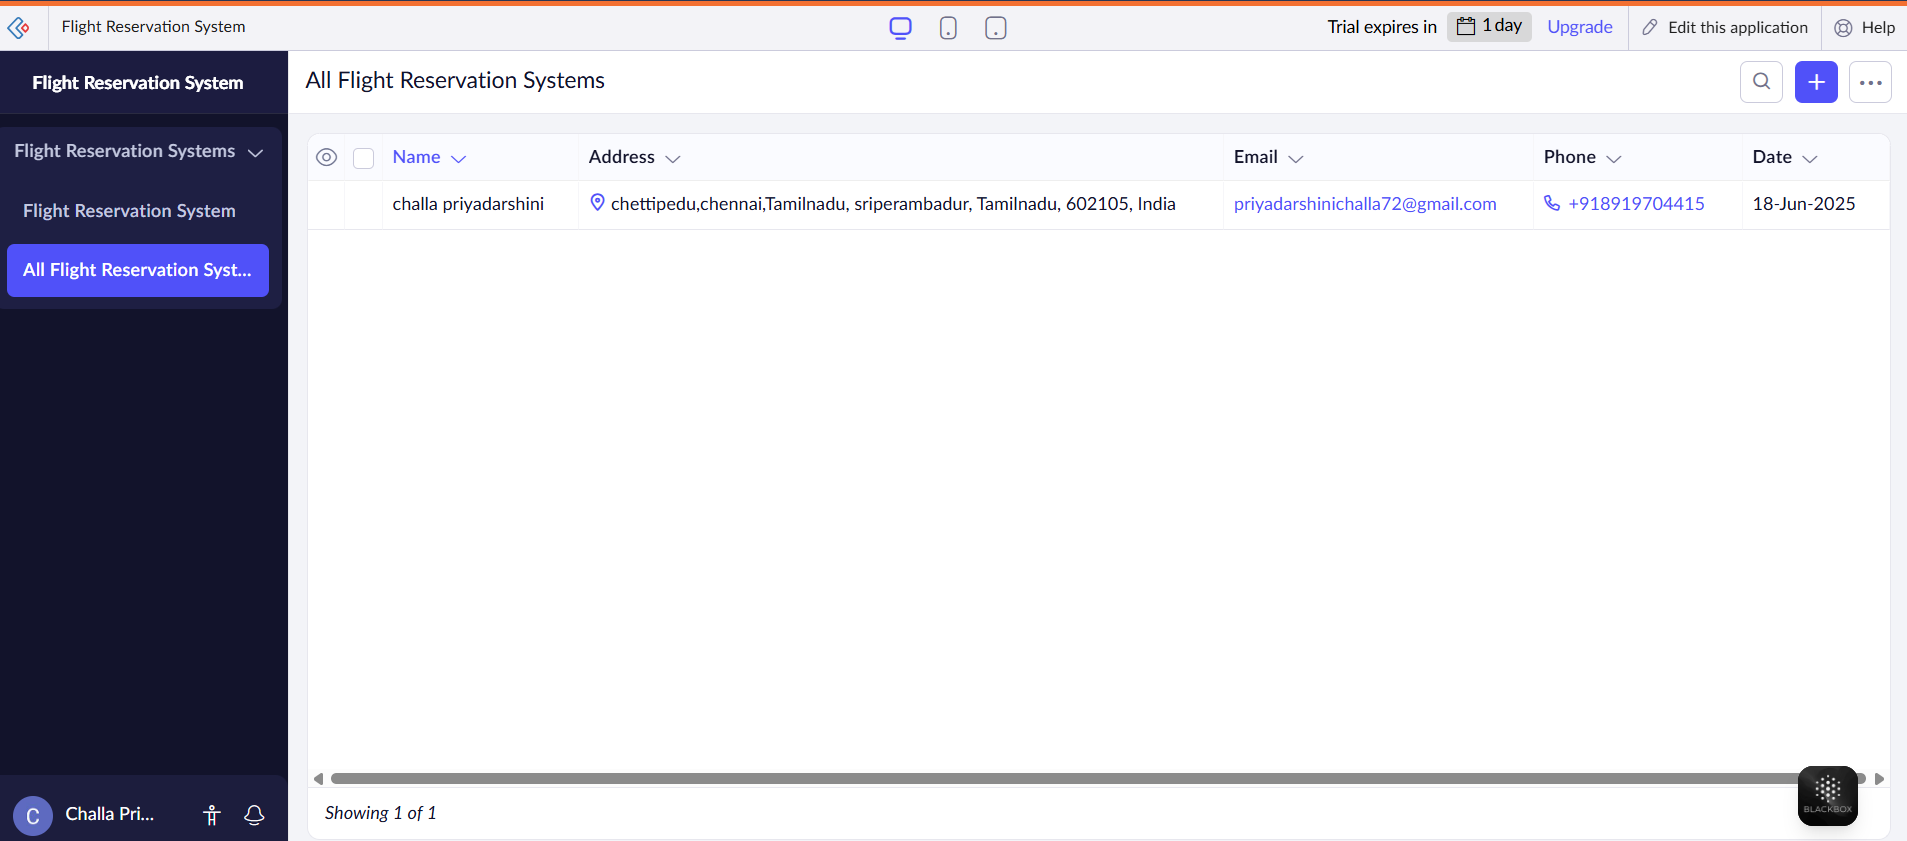 Flight Reservation System
Trial expires in 1 day Upgrade Edit this application Help
Flight Reservation System
All Flight Reservation Systems
Flight Reservation Systems
Flight Reservation System
All Flight Reservation Syst...
Name Address Email Phone Date
challa priyadarshini chettipedu,chennai,Tamilnadu, sriperambadur, Tamilnadu, 602105, India priyadarshinichalla72@gmail.com +918919704415 18-Jun-2025
Showing 1 of 1
C Challa Pri...
BLACKBOX